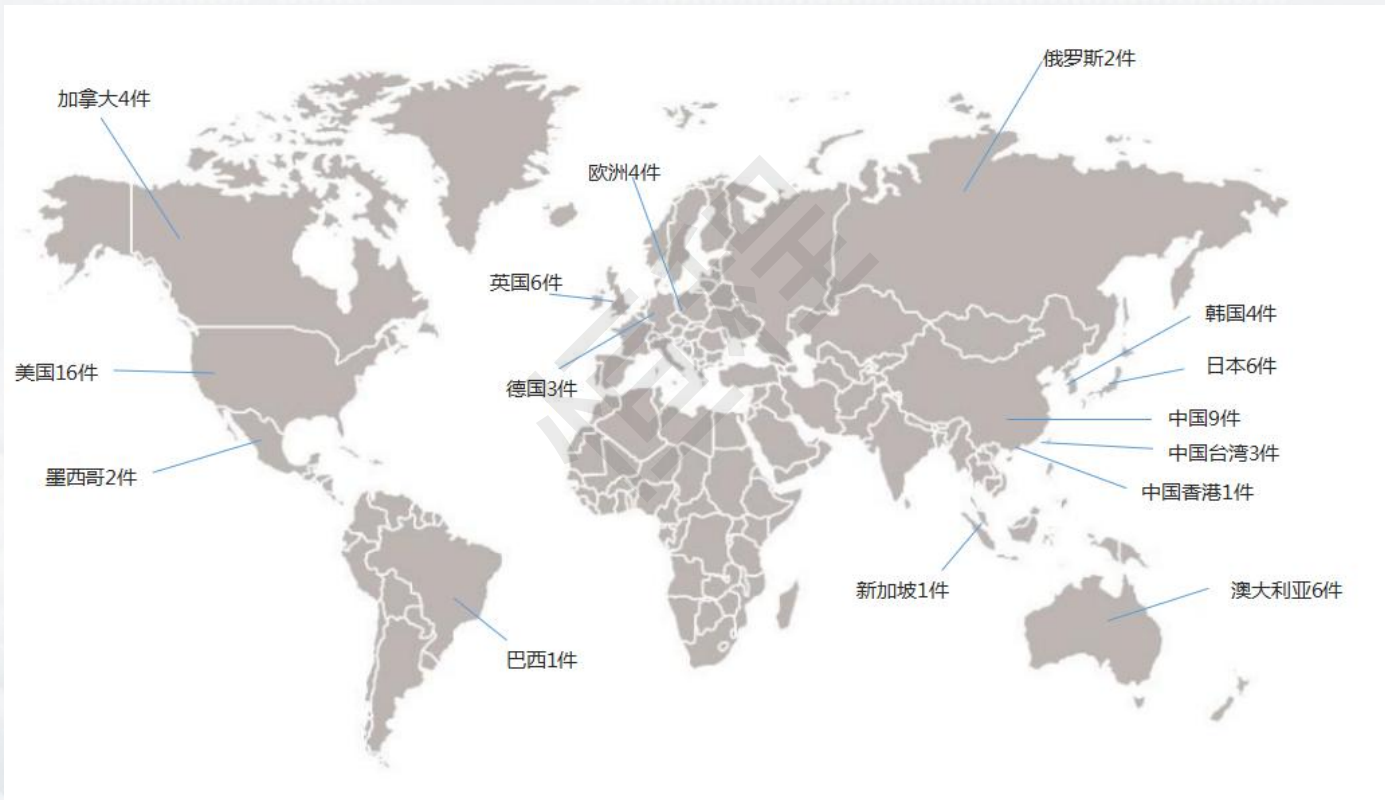 俄罗斯2件
加拿大4件
欧洲4件
英国6件
韩国4件
日本6件
美国16件
德国3件
中国9件
中国台湾3件
墨西哥2件
中国香港1件
新加坡1件
澳大利亚6件
巴西1件